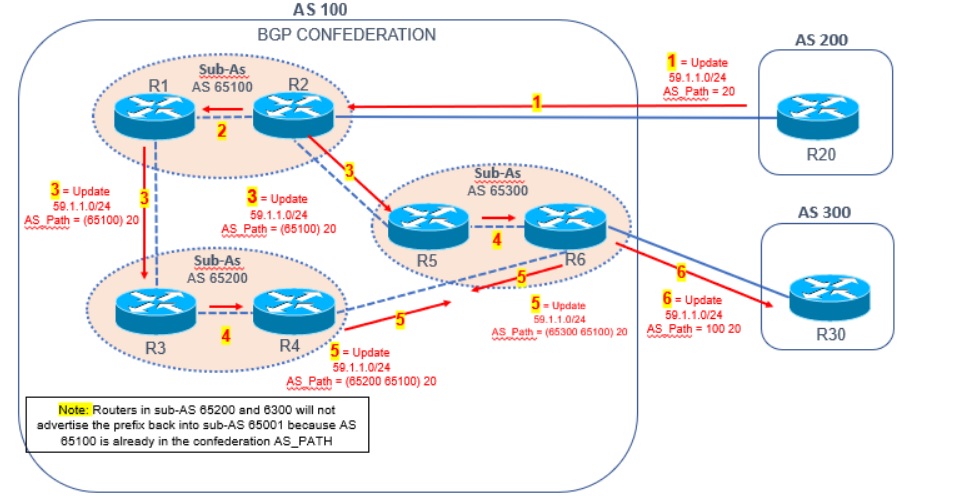 AS 100
BGP CONFEDERATION
AS 200
1 = Update
59.1.1.0/24
AS_Path = 20
Sub-As
AS 65100
R1
R2
1
2
R20
3
3
3 = Update
59.1.1.0/24
AS_Path = (65100) 20
3 = Update
59.1.1.0/24
AS_Path = (65100) 20
Sub-As
AS 65300
AS 300
4
R5
R6
Sub-As
AS 65200
5
6
6 = Update
59.1.1.0/24
AS_Path = 100 20
5 = Update
59.1.1.0/24
AS_Path = (65300 65100) 20
R30
5
4
R3
R4
5 = Update
59.1.1.0/24
AS_Path = (65200 65100) 20
Note: Routers in sub-AS 65200 and 6300 will not
advertise the prefix back into sub-AS 65001 because AS
65100 is already in the confederation AS_PATH